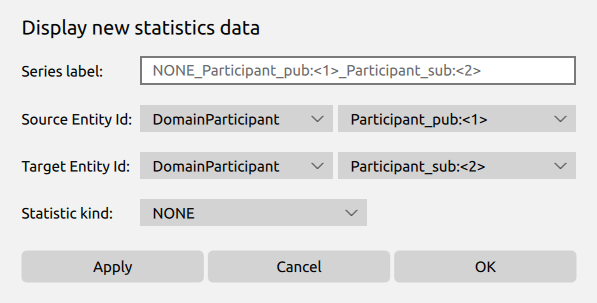 Display new statistics data
Series label: NONE_Participant_pub:<1>_Participant_sub:<2>
Source Entity Id: DomainParticipant Participant_pub:<1>
Target Entity Id: DomainParticipant Participant_sub:<2>
Statistic kind: NONE
Apply Cancel OK